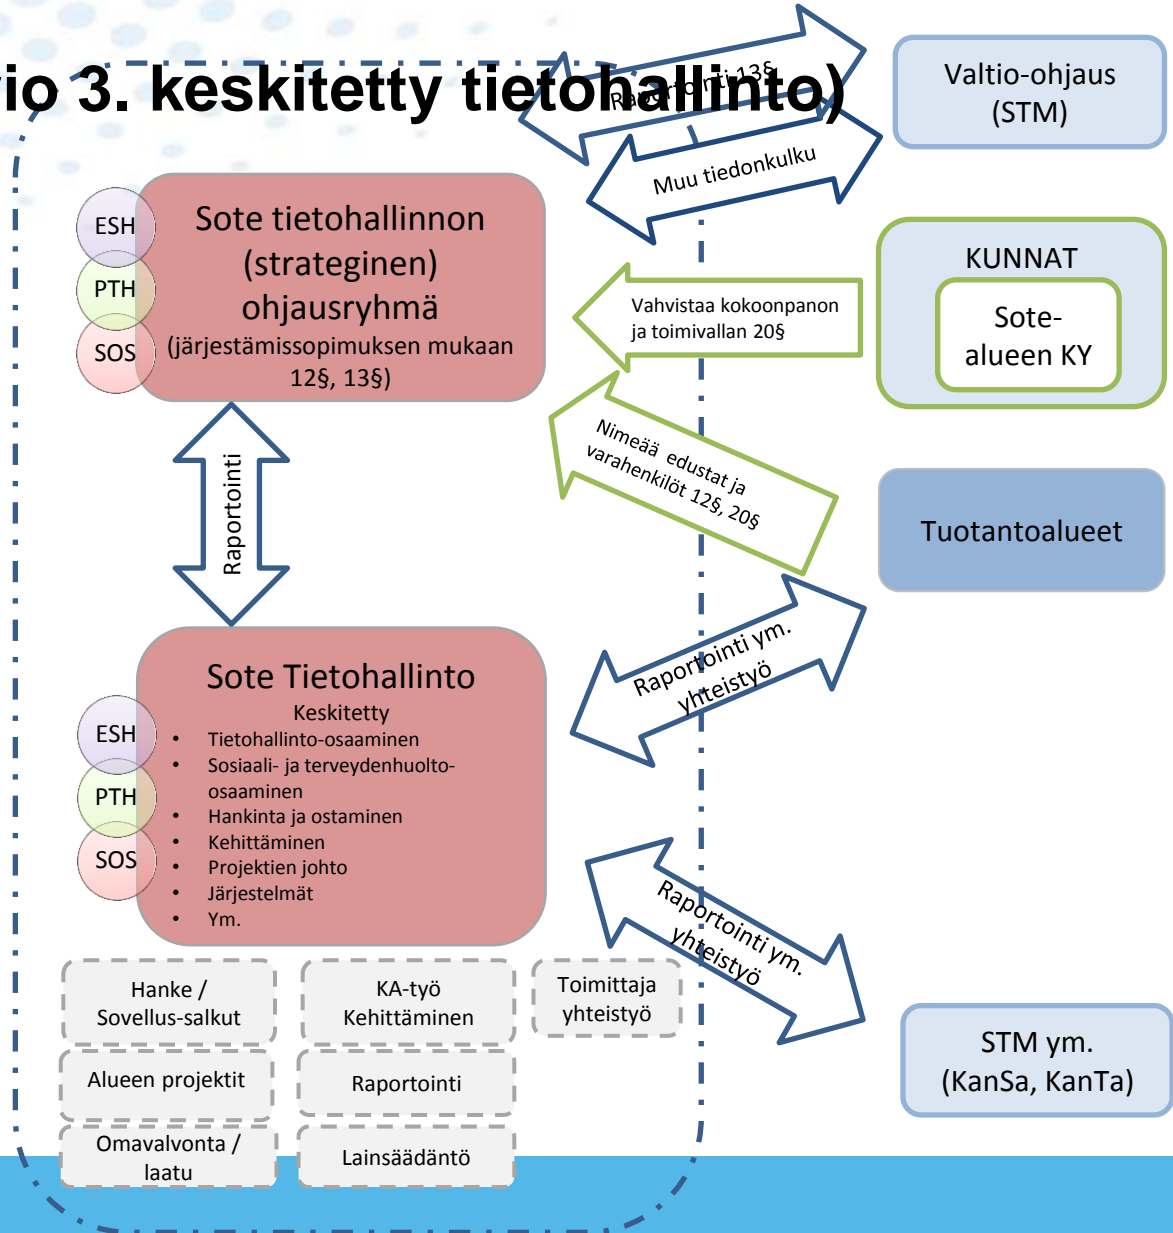 io 3. keskitetty tietohallinto)
Raportointi 13§
Muu tiedonkulku
Valtio-ohjaus
(STM)
ESH
PTH
SOS
Sote tietohallinnon
(strateginen)
ohjausryhmä
(järjestämissopimuksen mukaan
12§, 13§)
Vahvistaa kokoonpanon
ja toimivallan 20§
KUNNAT
Sote-
alueen KY
Nimeää edustat ja
varahenkilöt 12§, 20§
Tuotantoalueet
Raportointi
Raportointi ym.
yhteistyö
ESH
PTH
SOS
Sote Tietohallinto
Keskitetty
• Tietohallinto-osaaminen
• Sosiaali- ja terveydenhuolto-
osaaminen
• Hankinta ja ostaminen
• Kehittäminen
• Projektien johto
• Järjestelmät
• Ym.
Raportointi ym.
yhteistyö
STM ym.
(KanSa, KanTa)
Hanke /
Sovellus-salkut
KA-työ
Kehittäminen
Toimittaja
yhteistyö
Alueen projektit
Raportointi
Omavalvonta /
laatu
Lainsäädäntö